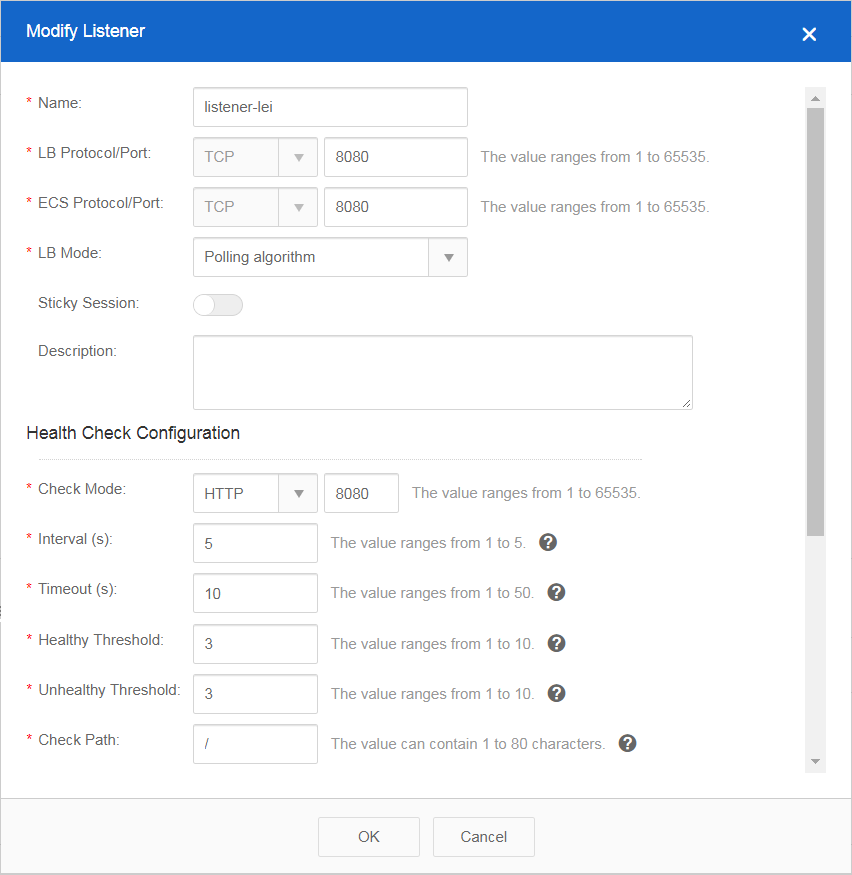 Modify Listener
* Name: listener-lei
* LB Protocol/Port: TCP 8080 The value ranges from 1 to 65535.
* ECS Protocol/Port: TCP 8080 The value ranges from 1 to 65535.
* LB Mode: Polling algorithm
Sticky Session:
Description:
Health Check Configuration
* Check Mode: HTTP 8080 The value ranges from 1 to 65535.
* Interval (s): 5 The value ranges from 1 to 5. ?
* Timeout (s): 10 The value ranges from 1 to 50. ?
* Healthy Threshold: 3 The value ranges from 1 to 10. ?
* Unhealthy Threshold: 3 The value ranges from 1 to 10. ?
* Check Path: / The value can contain 1 to 80 characters. ?
OK Cancel